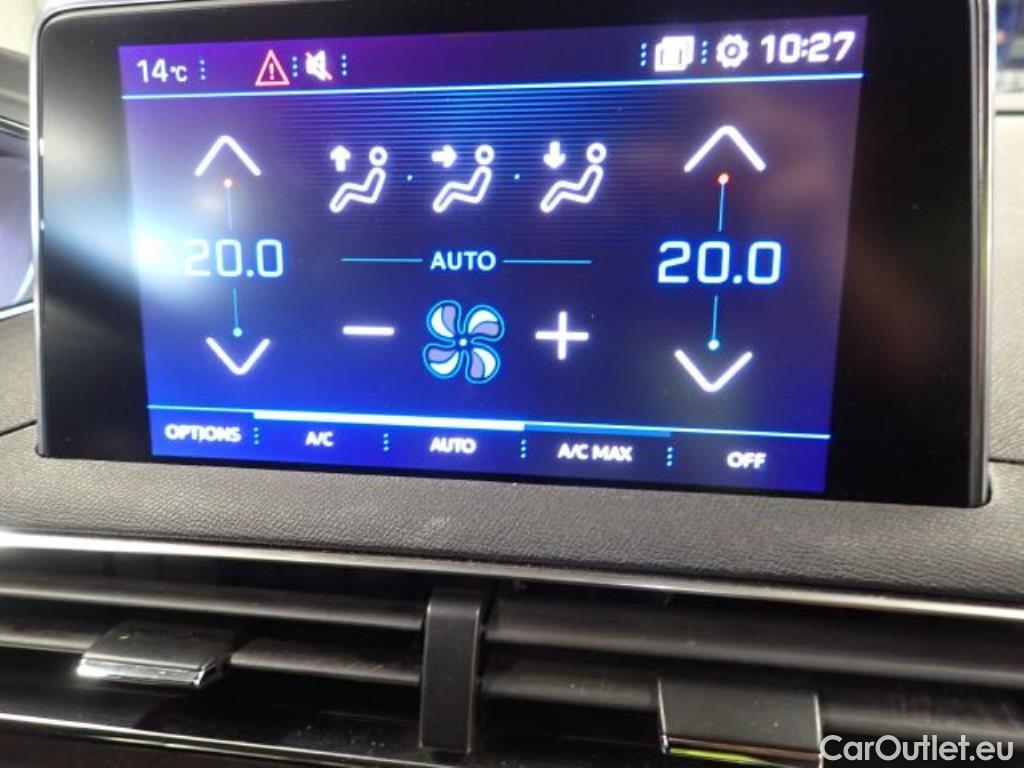 14°C 10:27
20.0 20.0
AUTO
OPTIONS A/C AUTO A/C MAX OFF
CarOutlet.eu